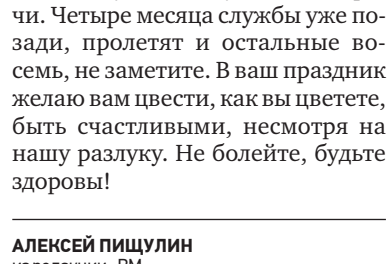 чи. Четыре месяца службы уже по-
зади, пролетят и остальные во-
семь, не заметите. В ваш праздник
желаю вам цвести, как вы цветете,
быть счастливыми, несмотря на
нашу разлуку. Не болейте, будьте
здоровы!
АЛЕКСЕЙ ПИЩУЛИН